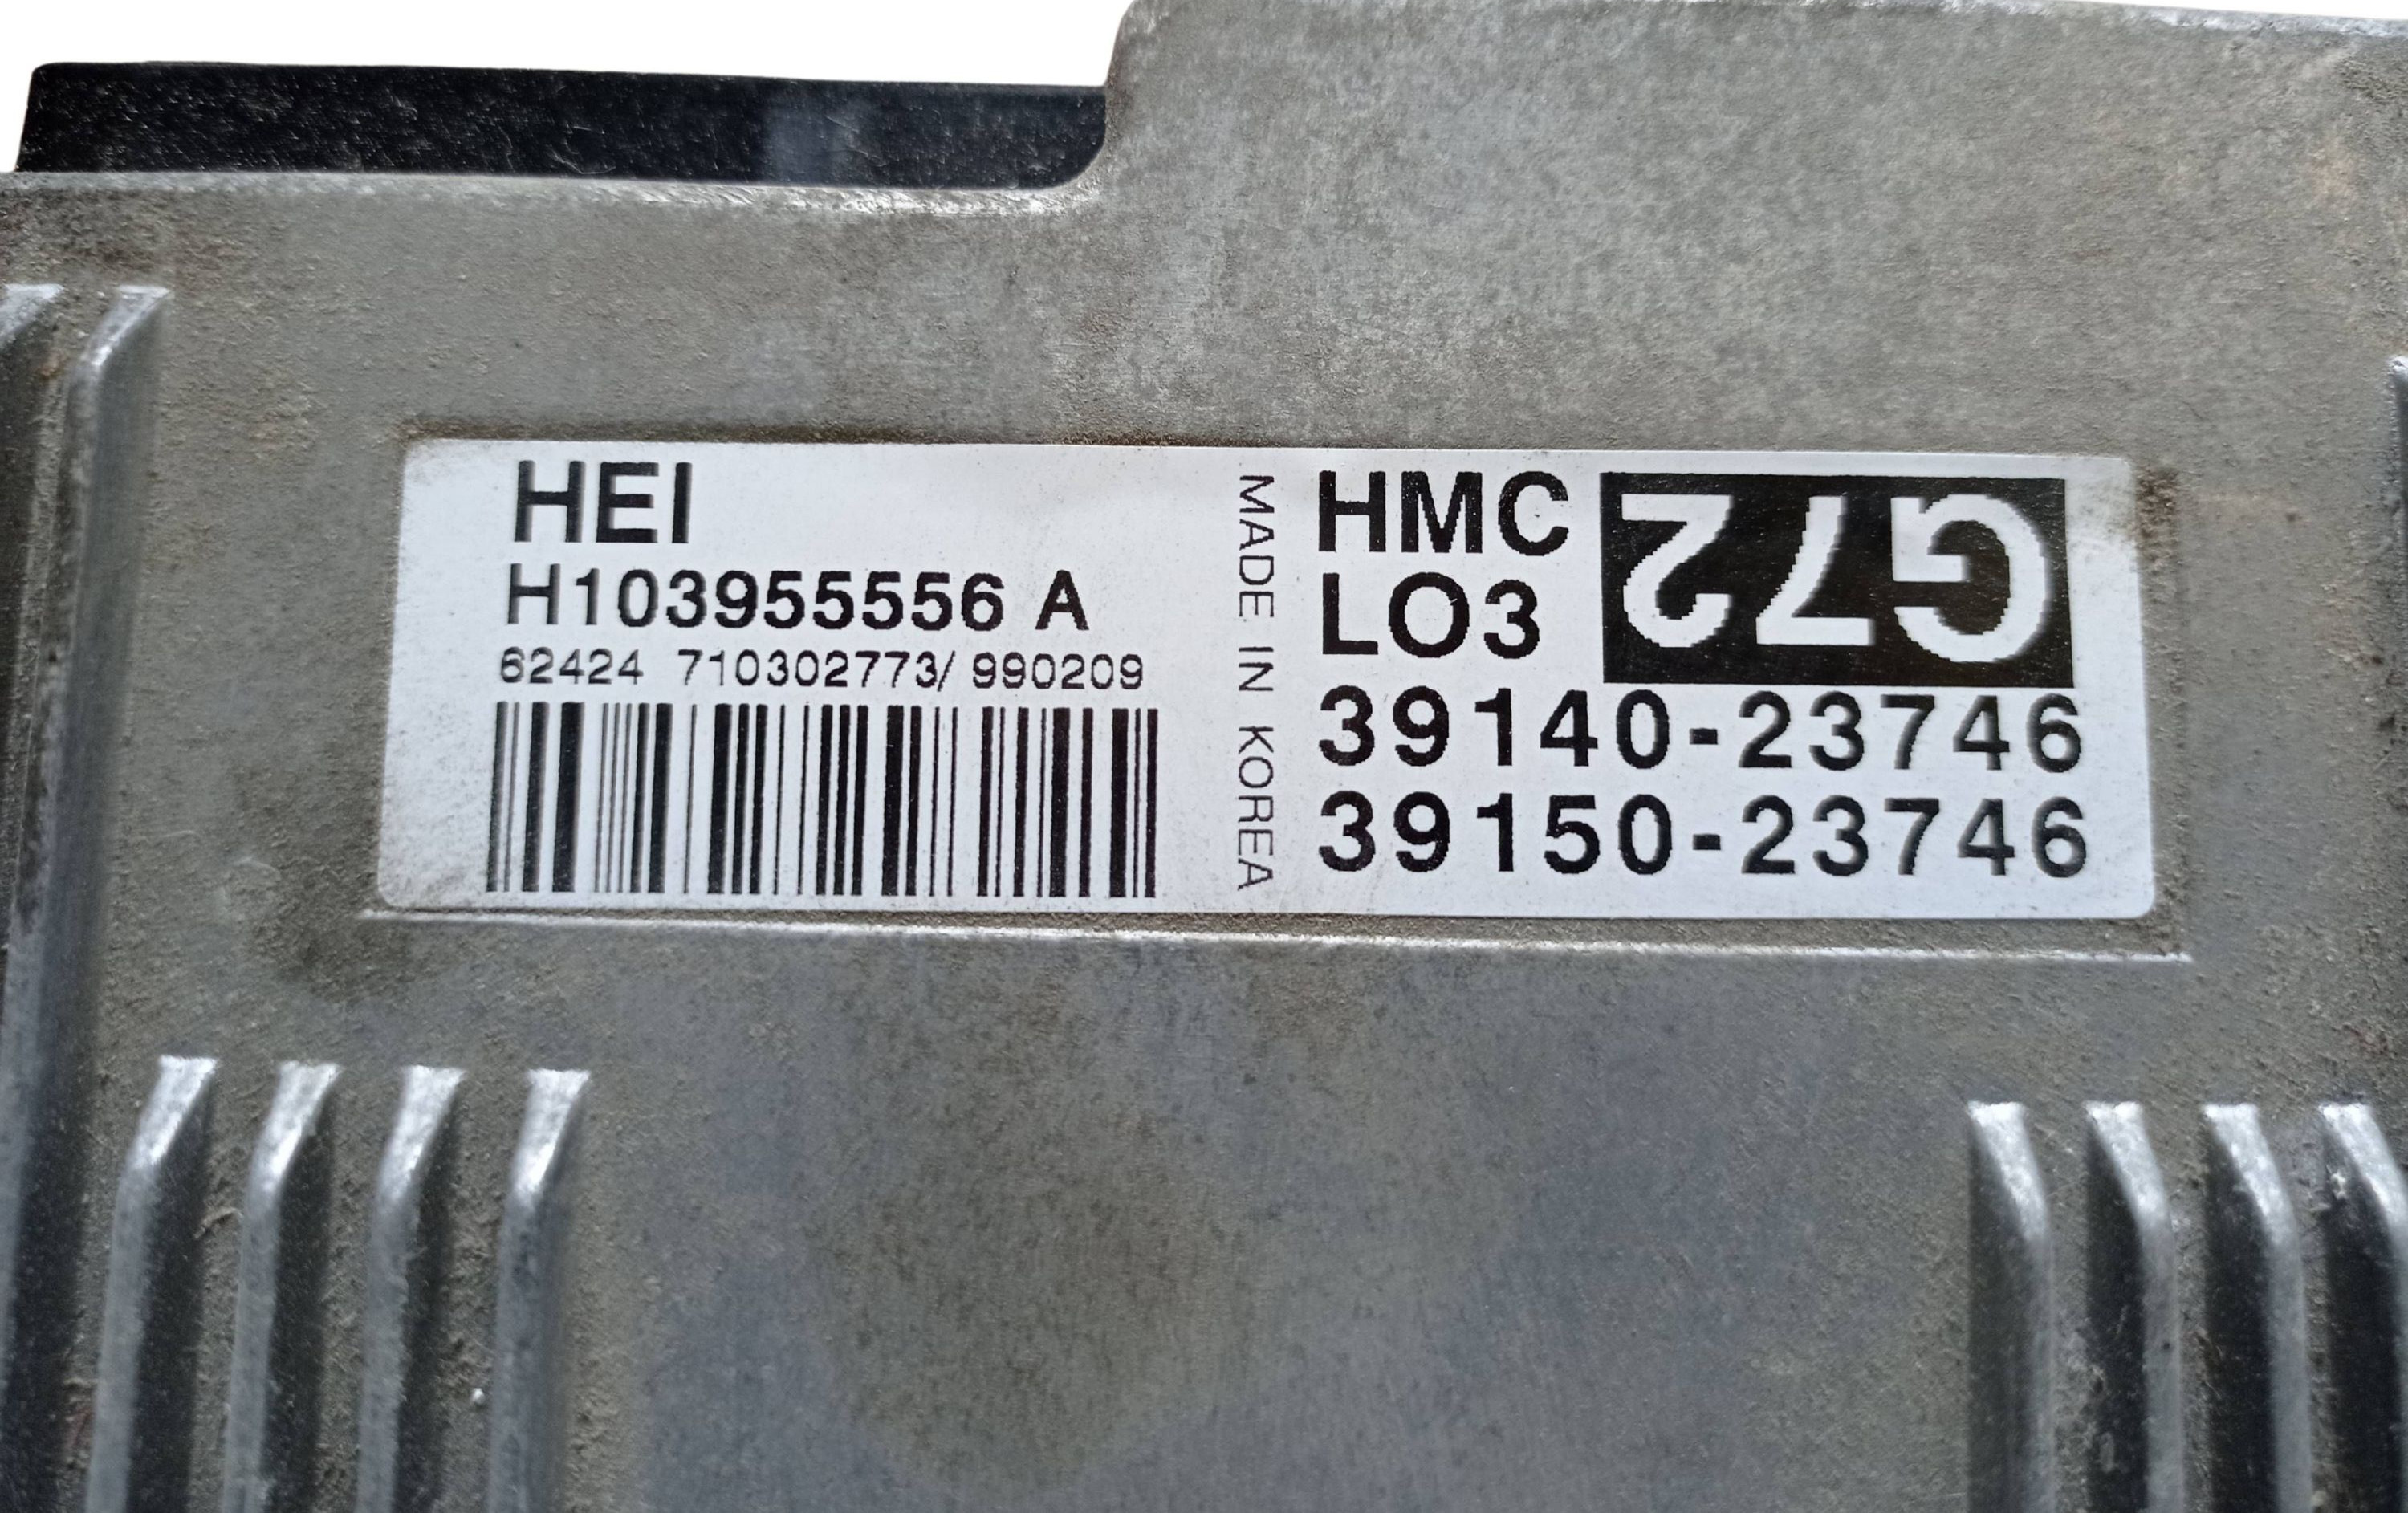 HEI
H103955556 A
62424 710302773/ 990209
MADE IN KOREA
HMC
LO3
G72
39140-23746
39150-23746